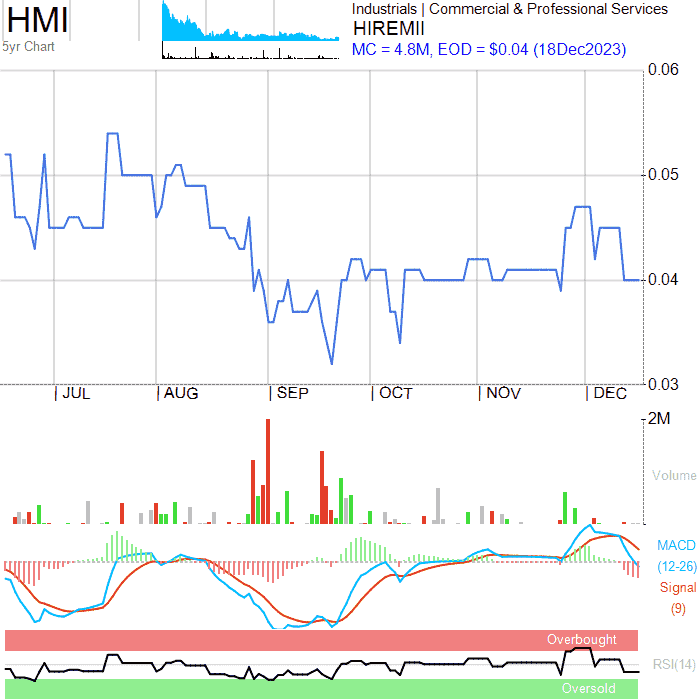 HMI
5yr Chart
Industrials | Commercial & Professional Services
HIREMII
MC = 4.8M, EOD = $0.04 (18Dec2023)
0.06
0.05
0.04
0.03
| JUL | AUG | SEP | OCT | NOV | DEC
2M
Volume
MACD
(12-26)
Signal
(9)
Overbought
RSI(14)
Oversold